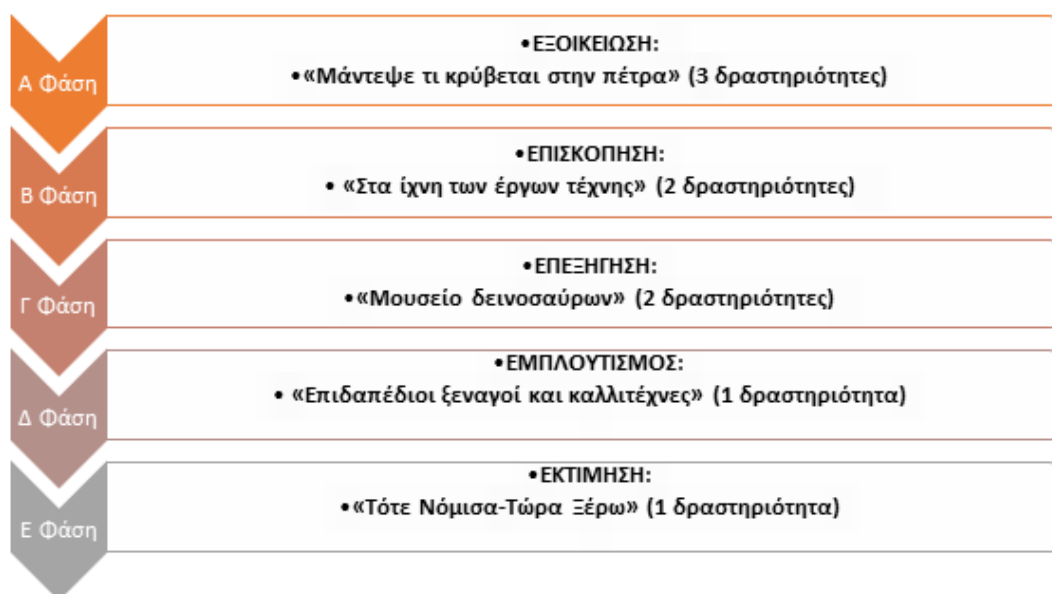 Α Φάση
•ΕΞΟΙΚΕΙΩΣΗ:
•«Μάντεψε τι κρύβεται στην πέτρα» (3 δραστηριότητες)
Β Φάση
•ΕΠΙΣΚΟΠΗΣΗ:
• «Στα ίχνη των έργων τέχνης» (2 δραστηριότητες)
Γ Φάση
•ΕΠΕΞΗΓΗΣΗ:
•«Μουσείο δεινοσαύρων» (2 δραστηριότητες)
Δ Φάση
•ΕΜΠΛΟΥΤΙΣΜΟΣ:
• «Επιδαπέδιοι ξεναγοί και καλλιτέχνες» (1 δραστηριότητα)
Ε Φάση
•ΕΚΤΙΜΗΣΗ:
•«Τότε Νόμισα-Τώρα Ξέρω» (1 δραστηριότητα)